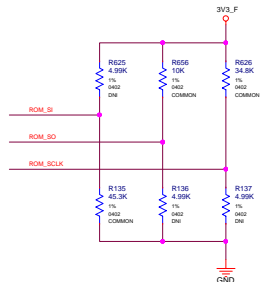 3V3_F
R625
4.99K
1%
0402
DNI
R656
10K
1%
0402
COMMON
R626
34.8K
1%
0402
COMMON
ROM_SI
ROM_SO
ROM_SCLK
R135
45.3K
1%
0402
COMMON
R136
4.99K
1%
0402
DNI
R137
4.99K
1%
0402
DNI
GND